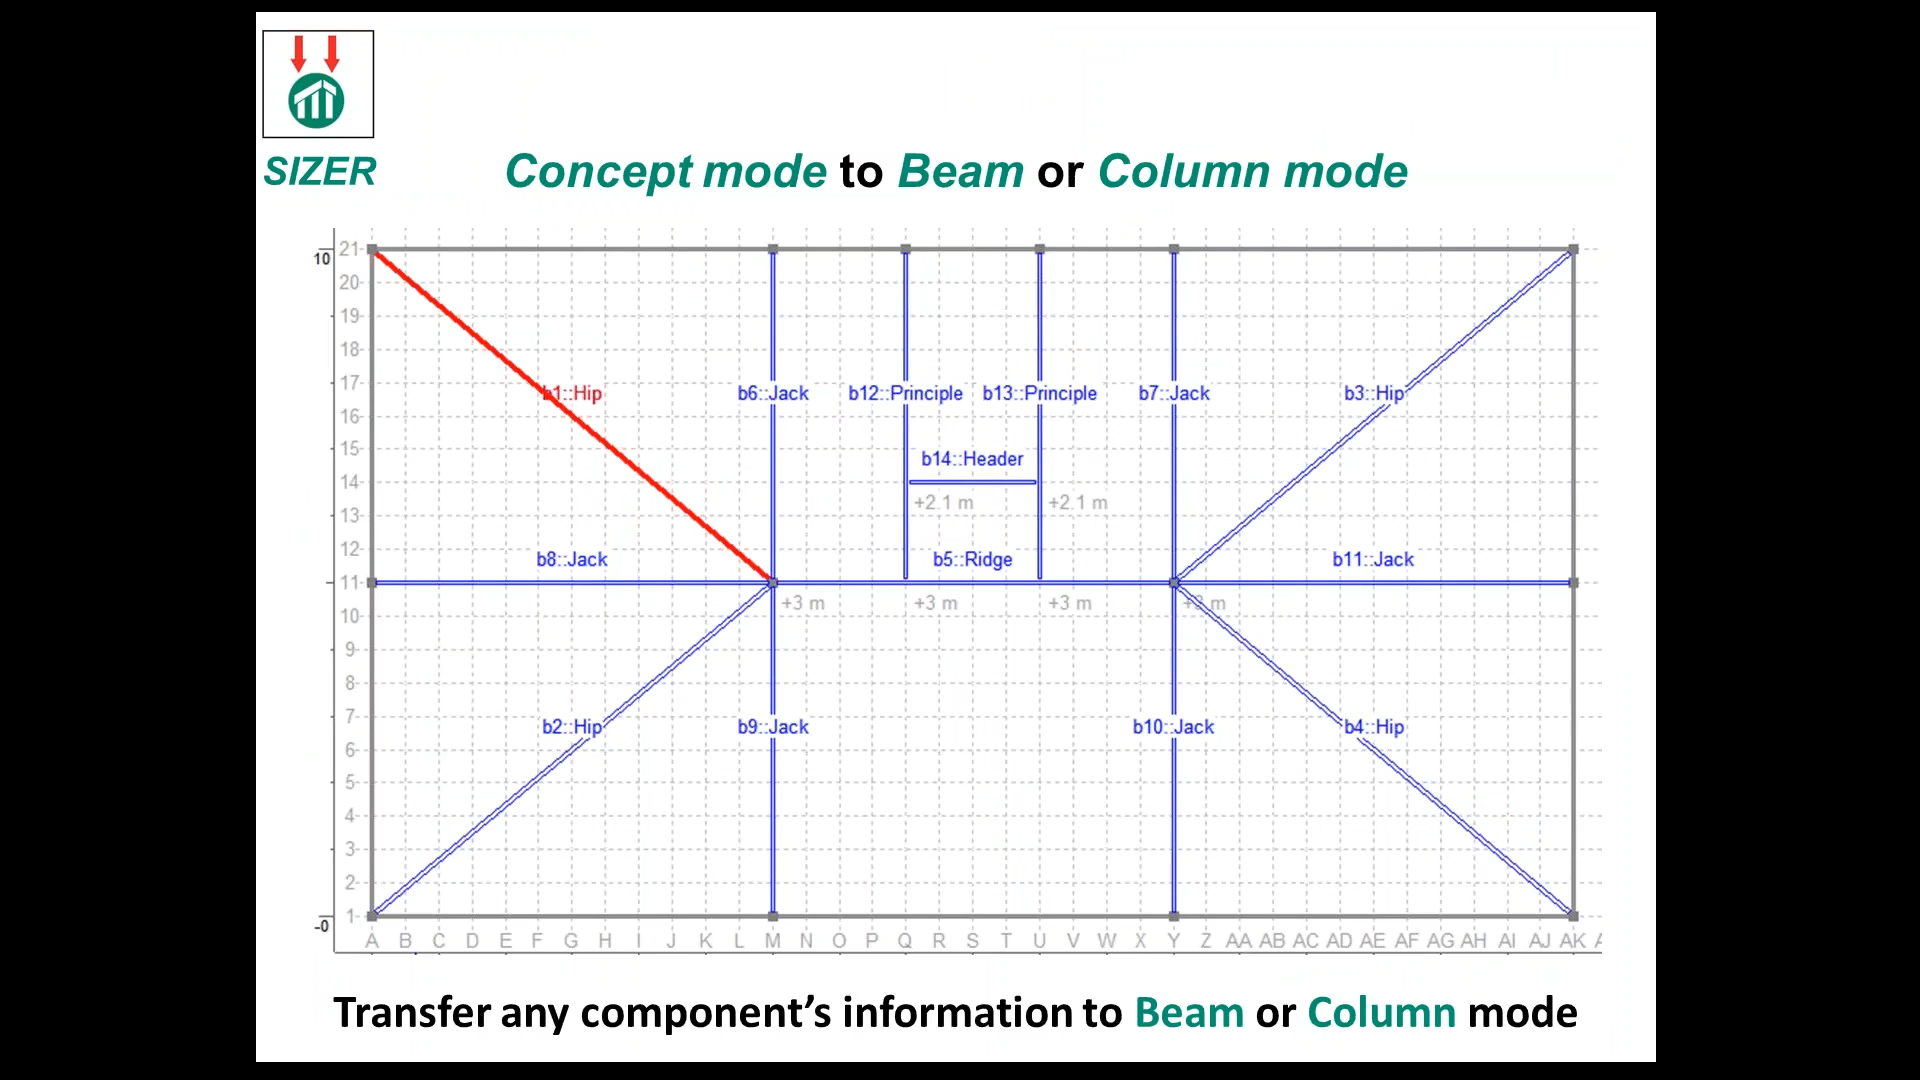 SIZER
Concept mode to Beam or Column mode
10
21
20
19
18
17
b1::Hip
b6::Jack
b12::Principle
b13::Principle
b7::Jack
b3::Hip
16
15
b14::Header
14
+2.1 m
+2.1 m
13
12
b8::Jack
b5::Ridge
b11::Jack
11
+3 m
+3 m
+3 m
+3 m
10
9
8
7
b2::Hip
b9::Jack
b10::Jack
b4::Hip
6
5
4
3
2
1
-0
A B C D E F G H I J K L M N O P Q R S T U V W X Y Z AA AB AC AD AE AF AG AH AI AJ AK
Transfer any component’s information to Beam or Column mode